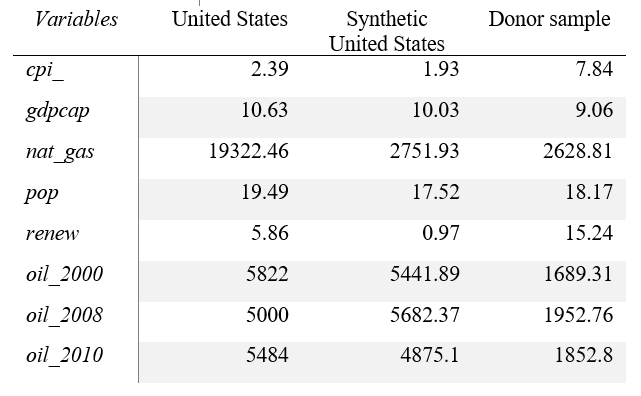 Variables United States Synthetic United States Donor sample
cpi_ 2.39 1.93 7.84
gdpcap 10.63 10.03 9.06
nat_gas 19322.46 2751.93 2628.81
pop 19.49 17.52 18.17
renew 5.86 0.97 15.24
oil_2000 5822 5441.89 1689.31
oil_2008 5000 5682.37 1952.76
oil_2010 5484 4875.1 1852.8